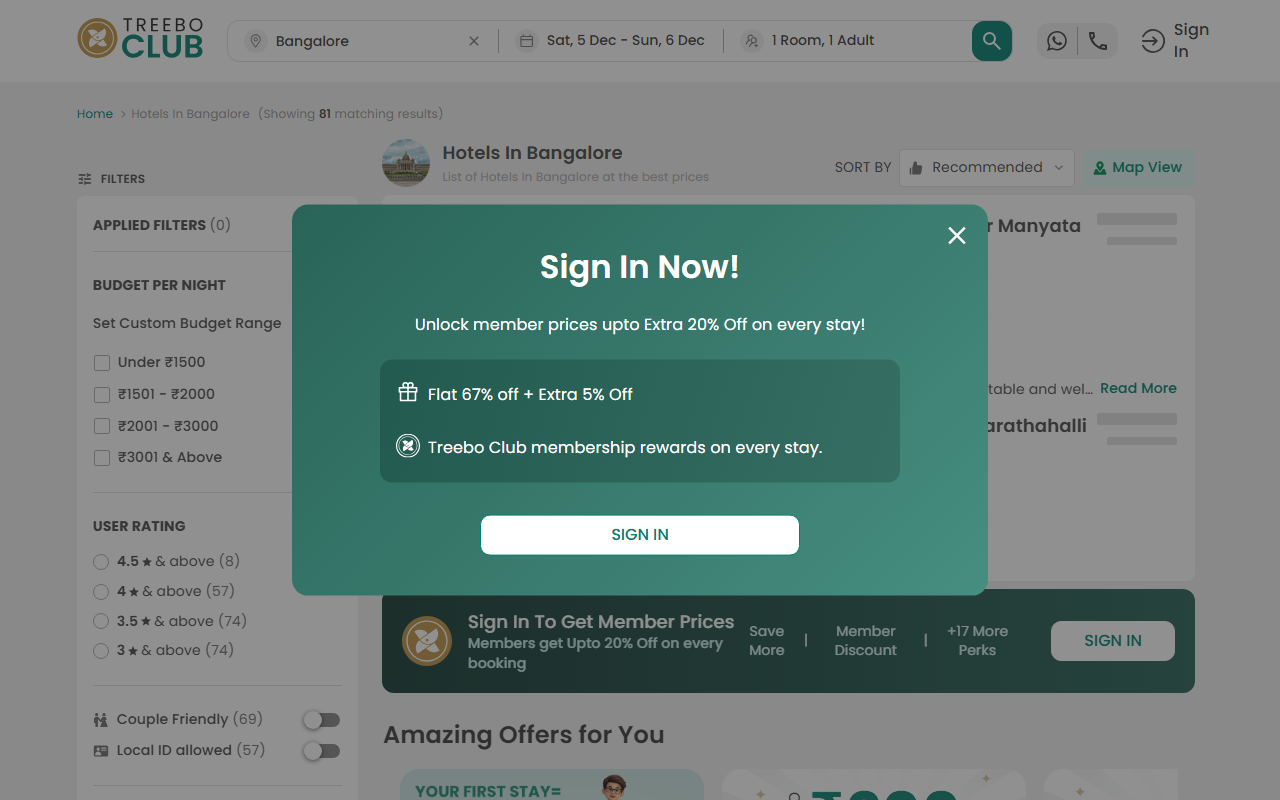 TREEBO
CLUB
Bangalore
Sat, 5 Dec - Sun, 6 Dec
1 Room, 1 Adult
Sign
In
Home > Hotels In Bangalore (Showing 81 matching results)
Hotels In Bangalore
List of Hotels in Bangalore at the best prices
SORT BY
Recommended
Map View
FILTERS
APPLIED FILTERS (0)
BUDGET PER NIGHT
Set Custom Budget Range
Under ₹1500
₹1501 - ₹2000
₹2001 - ₹3000
₹3001 & Above
USER RATING
4.5 ★ & above (8)
4 ★ & above (57)
3.5 ★ & above (74)
3 ★ & above (74)
Couple Friendly (69)
Local ID allowed (57)
Manyata
table and wel... Read More
arathahalli
Sign In Now!
Unlock member prices upto Extra 20% Off on every stay!
Flat 67% off + Extra 5% Off
Treebo Club membership rewards on every stay.
SIGN IN
Sign In To Get Member Prices
Members get Upto 20% Off on every
booking
Save
More
|
Member
Discount
|
+17 More
Perks
SIGN IN
Amazing Offers for You
YOUR FIRST STAY=